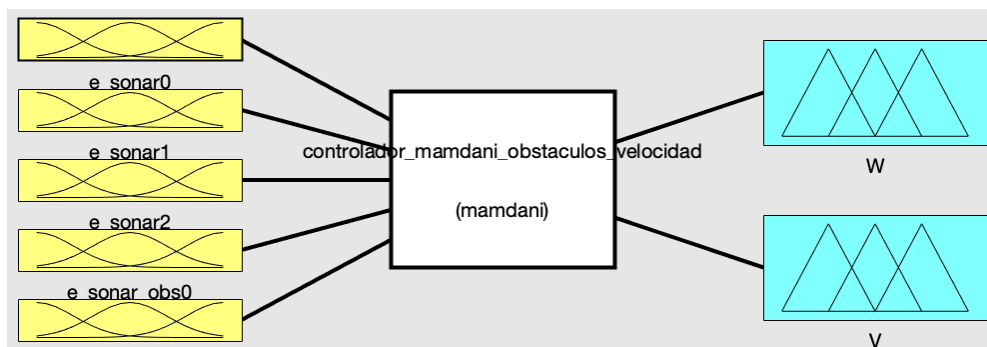 e_sonar0
e_sonar1
e_sonar2
e_sonar_obs0
controlador_mamdani_obstaculos_velocidad
(mamdani)
W
V